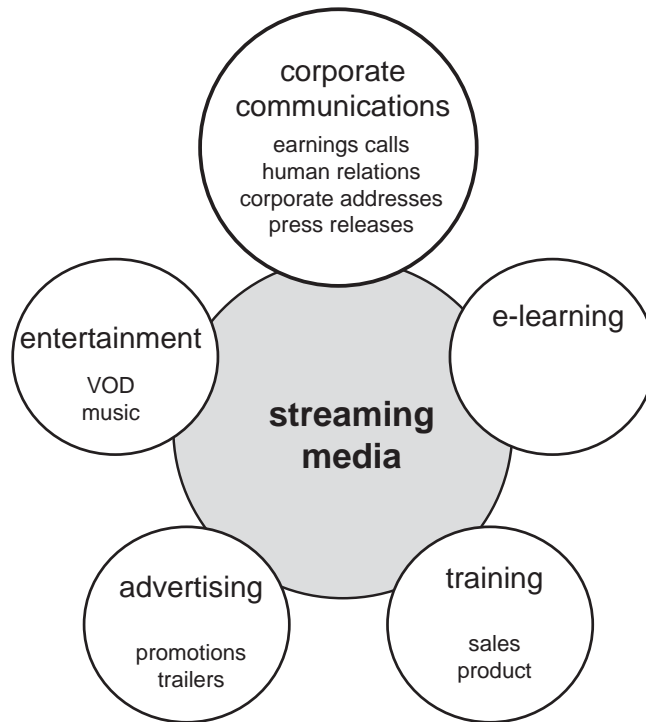 corporate
communications
earnings calls
human relations
corporate addresses
press releases
entertainment
VOD
music
e-learning
streaming
media
advertising
promotions
trailers
training
sales
product